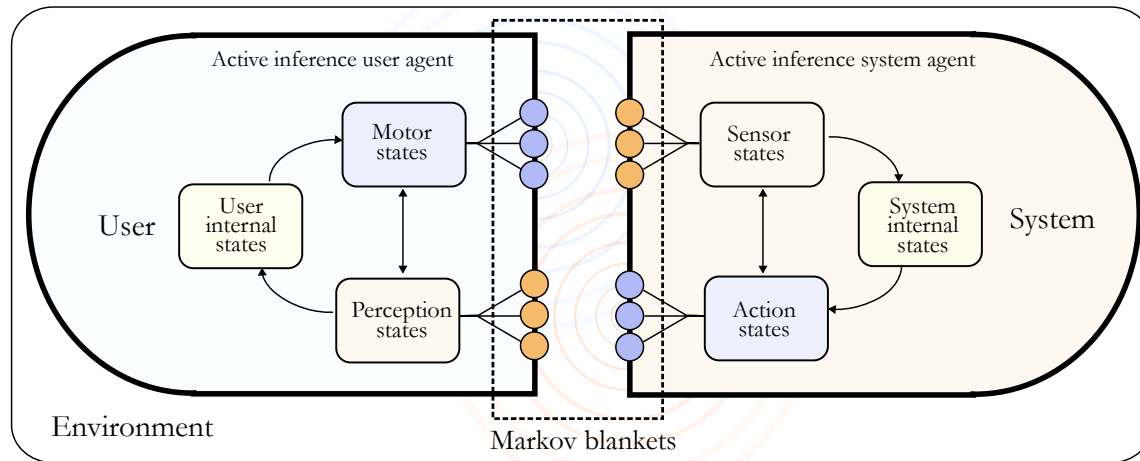 Active inference user agent
Active inference system agent
Motor
states
Sensor
states
User
User
internal
states
System
internal
states
System
Perception
states
Action
states
Environment
Markov blankets